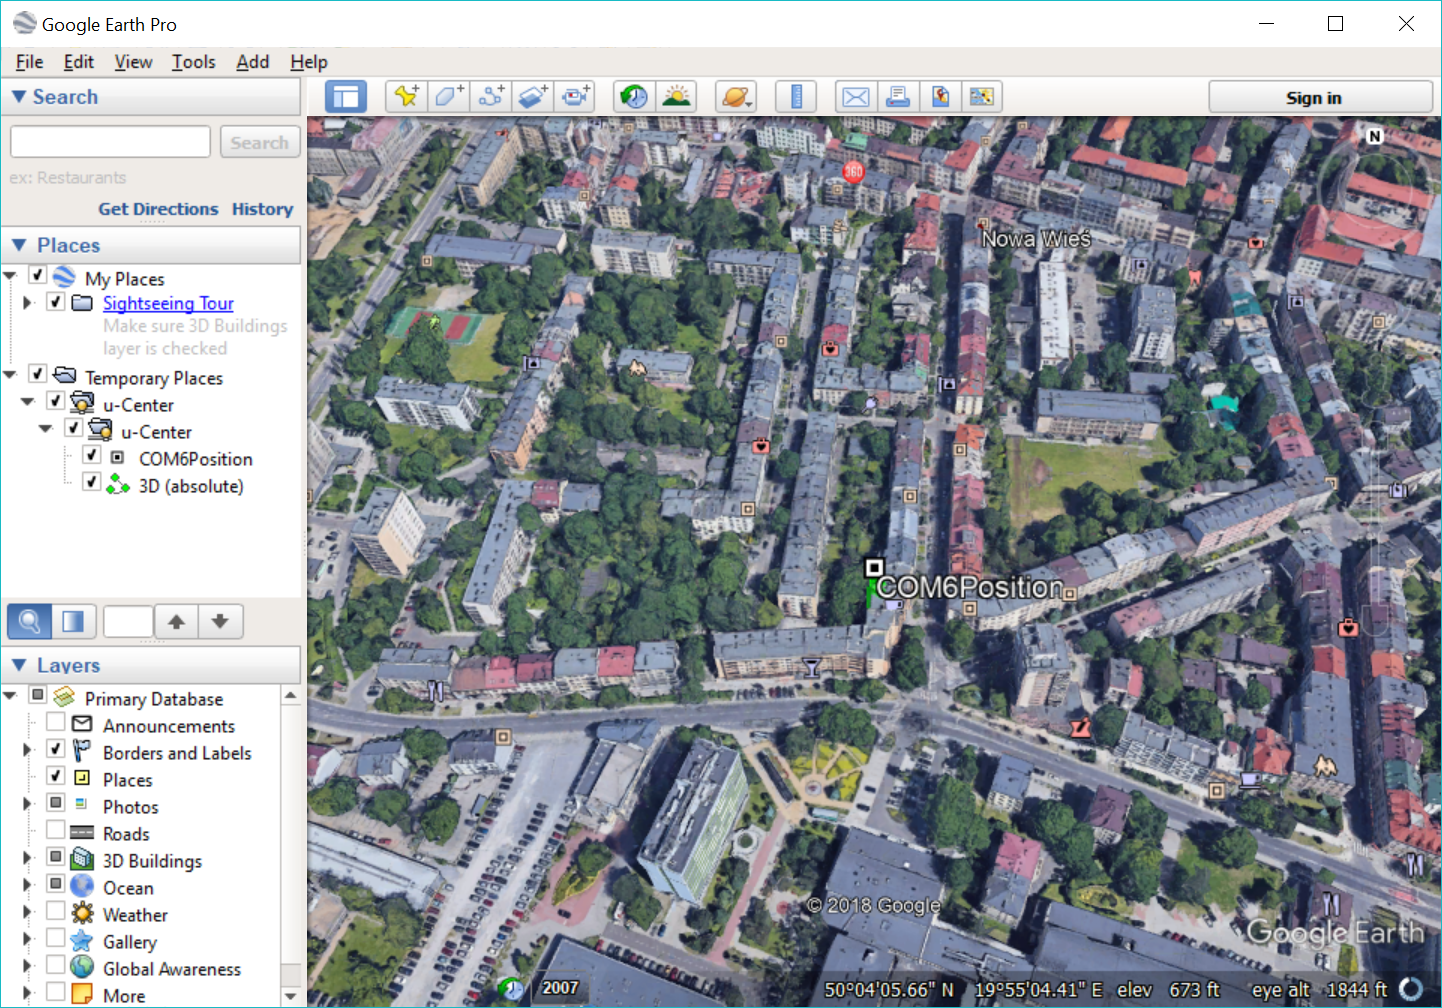 Google Earth Pro
File Edit View Tools Add Help
Search
Sign in
Search
ex: Restaurants
Get Directions History
Places
My Places
Sightseeing Tour
Make sure 3D Buildings
layer is checked
Temporary Places
u-Center
u-Center
COM6Position
3D (absolute)
Layers
Primary Database
Announcements
Borders and Labels
Places
Photos
Roads
3D Buildings
Ocean
Weather
Gallery
Global Awareness
More
N
360
Nowa Wieś
COM6Position
© 2018 Google
Google Earth
2007
50°04'05.66" N 19°55'04.41" E elev 673 ft eye alt 1844 ft